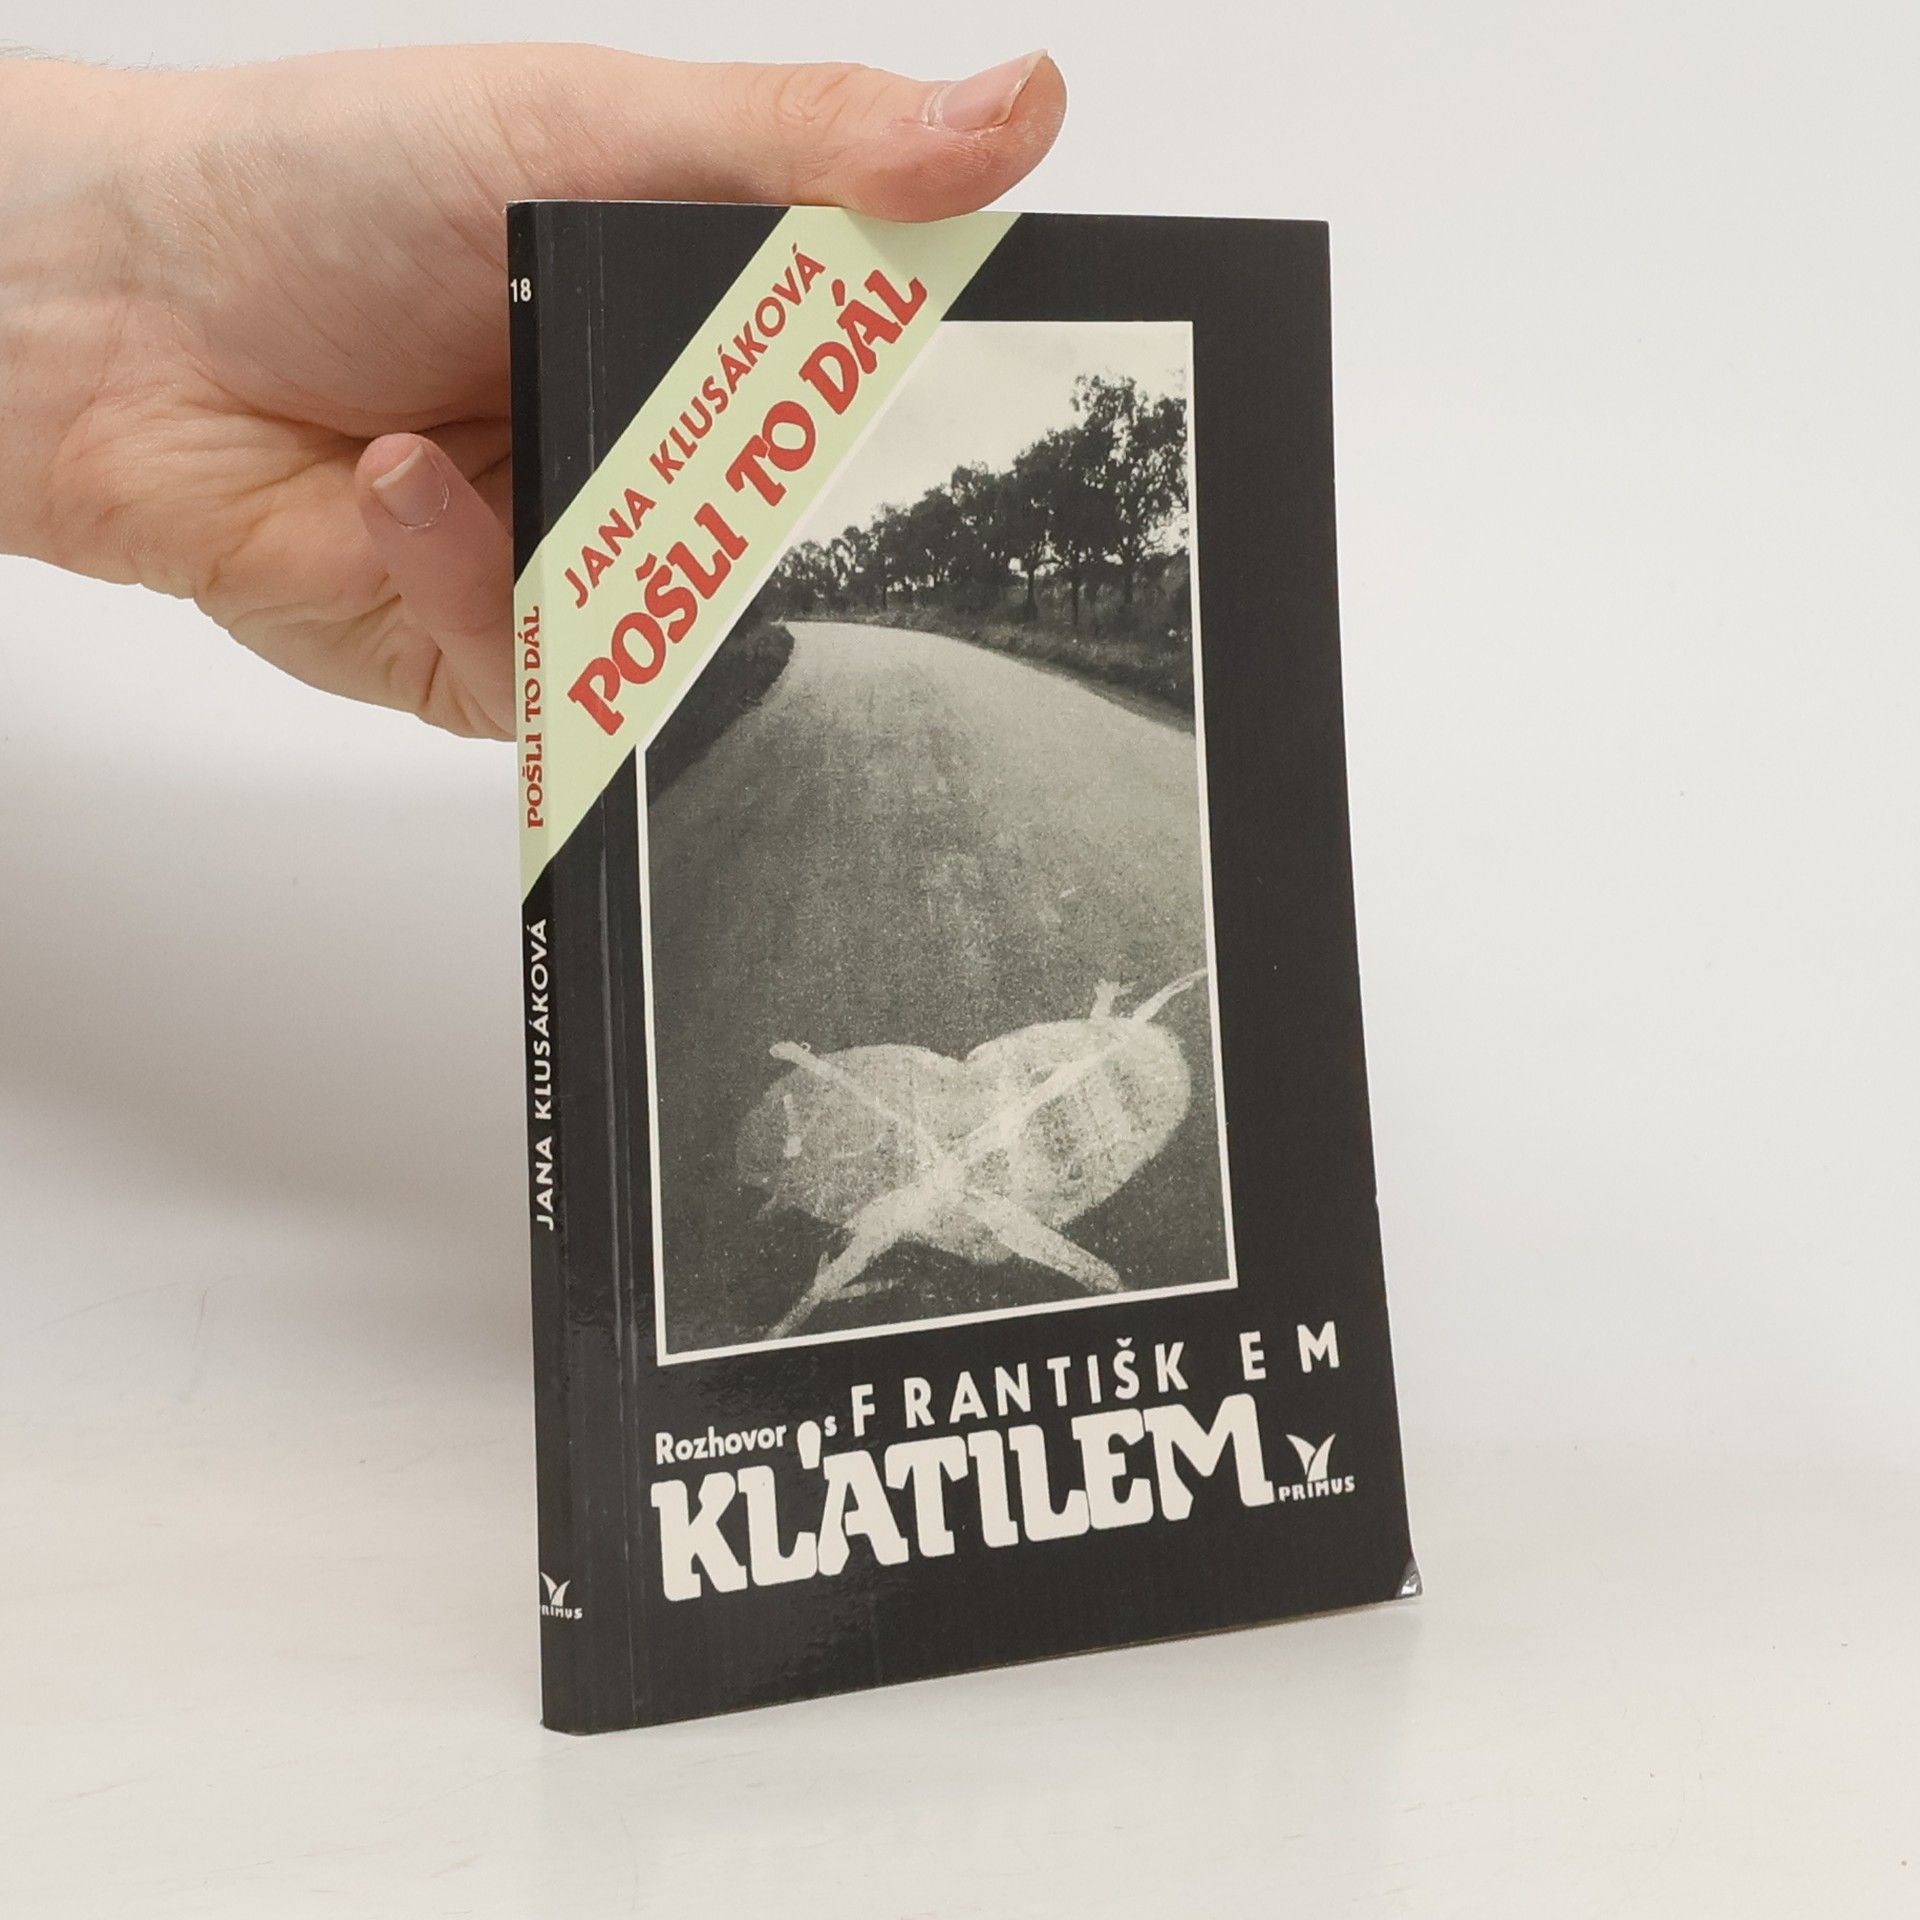 18
POŠLI TO DÁL
JANA KLUSÁKOVÁ
PRIMUS
JANA KLUSÁKOVÁ
POŠLI TO DÁL
Rozhovor s FRANTIŠK EM
KLÁTILEM
PRIMUS